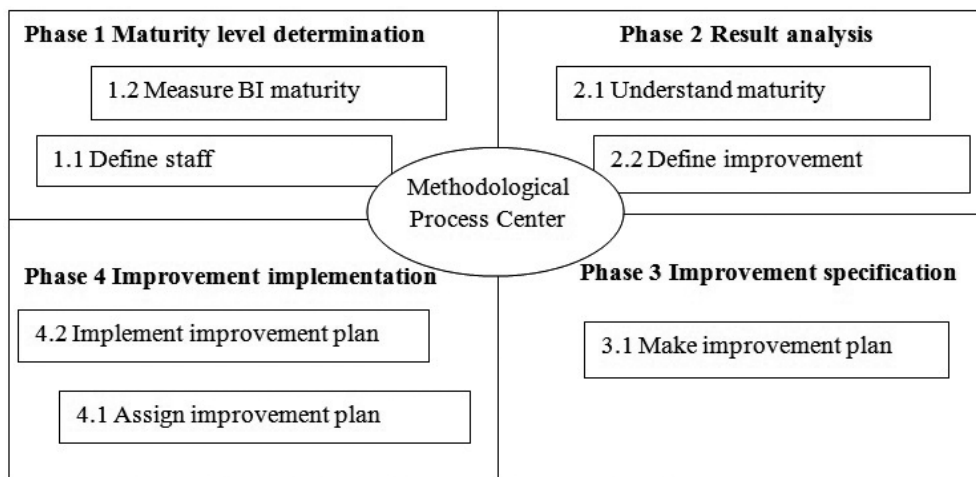 Phase 1 Maturity level determination
1.2 Measure BI maturity
1.1 Define staff
Phase 2 Result analysis
2.1 Understand maturity
2.2 Define improvement
Methodological
Process Center
Phase 4 Improvement implementation
4.2 Implement improvement plan
4.1 Assign improvement plan
Phase 3 Improvement specification
3.1 Make improvement plan